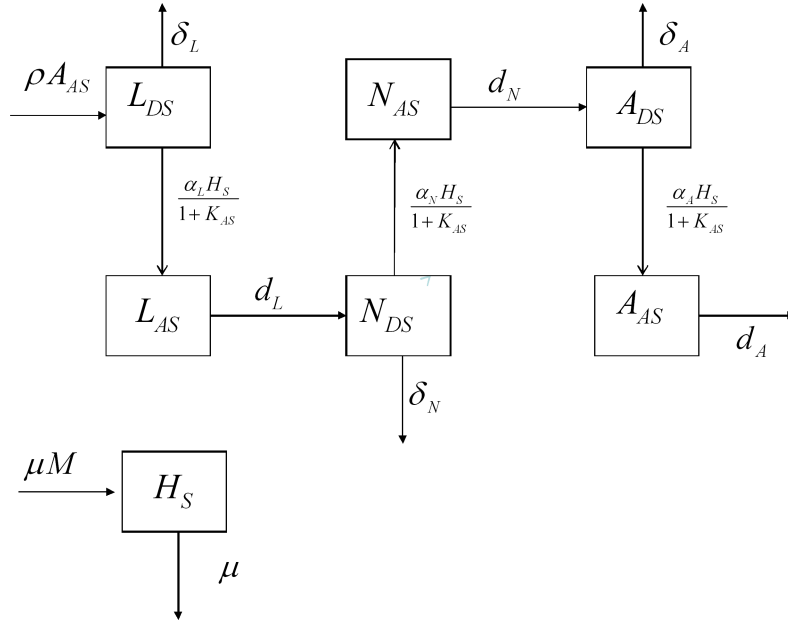 δ_L
δ_A
ρA_AS
L_DS
N_AS
d_N
A_DS
α_L H_S / 1 + K_AS
α_N H_S / 1 + K_AS
α_A H_S / 1 + K_AS
L_AS
d_L
N_DS
A_AS
d_A
δ_N
μM
H_S
μ